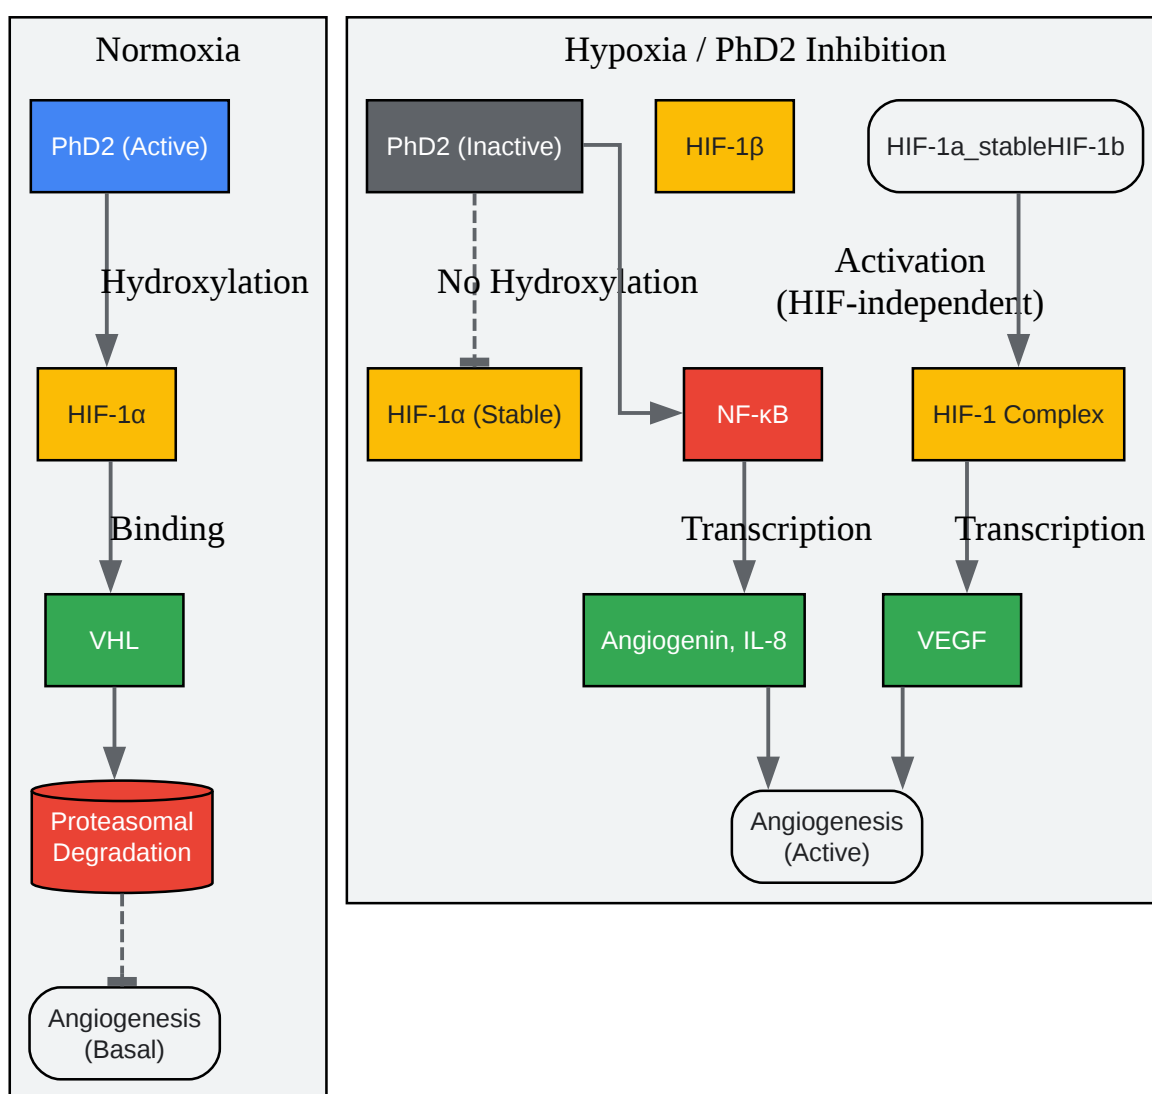 Normoxia
PhD2 (Active)
Hydroxylation
HIF-1α
Binding
VHL
Proteasomal
Degradation
Angiogenesis
(Basal)
Hypoxia / PhD2 Inhibition
PhD2 (Inactive)
HIF-1β
HIF-1a_stableHIF-1b
No Hydroxylation
Activation
(HIF-independent)
HIF-1α (Stable)
NF-κB
HIF-1 Complex
Transcription
Transcription
Angiogenin, IL-8
VEGF
Angiogenesis
(Active)